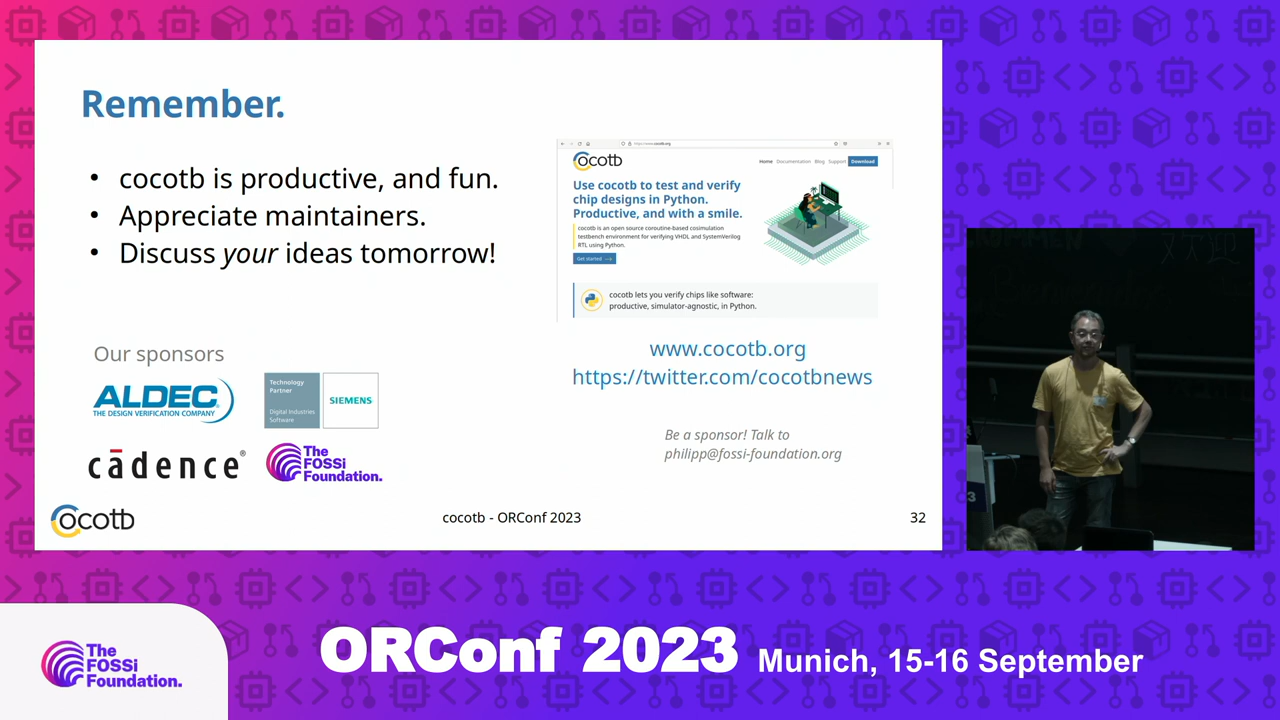 Remember.
• cocotb is productive, and fun.
• Appreciate maintainers.
• Discuss your ideas tomorrow!
cocotb
Home Documentation Blog Support Download
Use cocotb to test and verify
chip designs in Python.
Productive, and with a smile.
cocotb is an open source coroutine-based cosimulation
testbench environment for verifying VHDL and SystemVerilog
RTL using Python.
Get started →
cocotb lets you verify chips like software:
productive, simulator-agnostic, in Python.
www.cocotb.org
https://twitter.com/cocotbnews
Our sponsors
ALDEC
THE DESIGN VERIFICATION COMPANY
Technology
Partner
Digital Industries
Software
SIEMENS
cādence®
The
FOSSi
Foundation.
Be a sponsor! Talk to
philipp@fossi-foundation.org
cocotb
cocotb - ORConf 2023
32
3
欢迎
The
FOSSi
Foundation.
ORConf 2023 Munich, 15-16 September